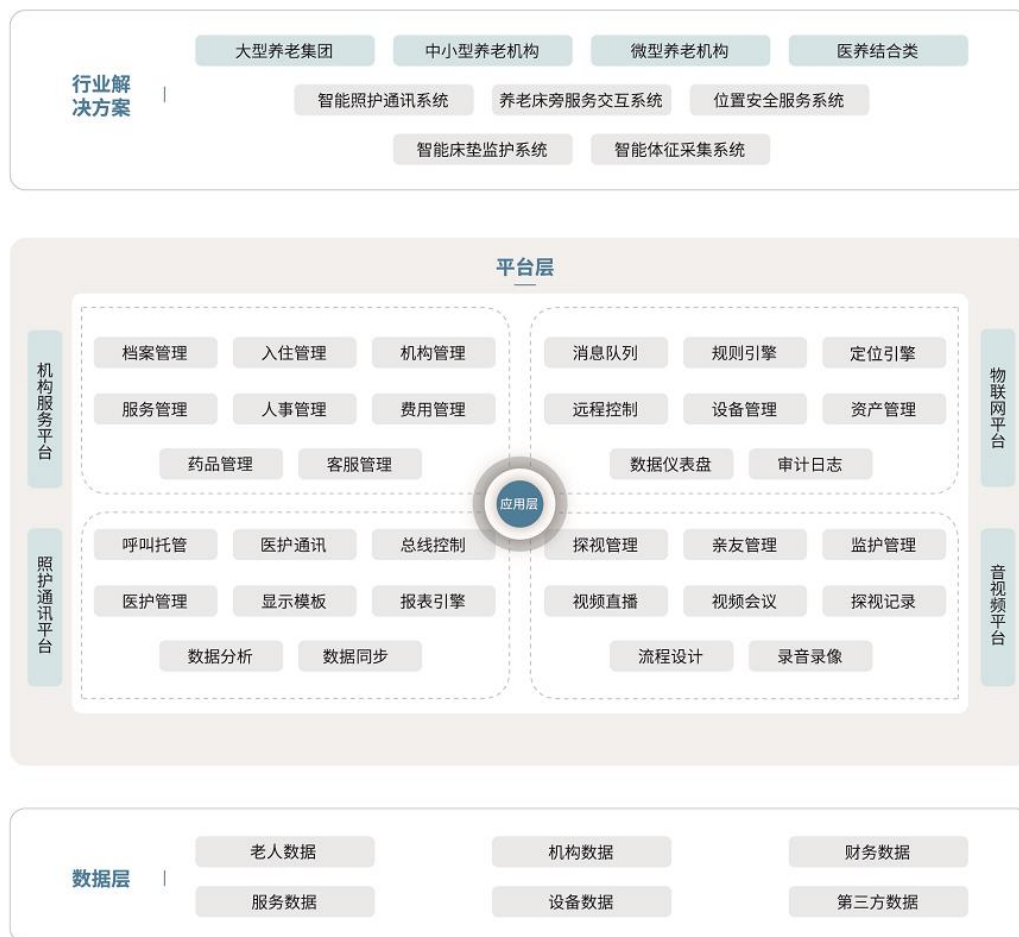 行业解
决方案
大型养老集团 中小型养老机构 微型养老机构 医养结合类
智能照护通讯系统 养老床旁服务交互系统 位置安全服务系统
智能床垫监护系统 智能体征采集系统
平台层
机构服务平台
档案管理 入住管理 机构管理
服务管理 人事管理 费用管理
药品管理 客服管理
消息队列 规则引擎 定位引擎
远程控制 设备管理 资产管理
数据仪表盘 审计日志
物联网平台
应用层
照护通讯平台
呼叫托管 医护通讯 总线控制
医护管理 显示模板 报表引擎
数据分析 数据同步
探视管理 亲友管理 监护管理
视频直播 视频会议 探视记录
流程设计 录音录像
音视频平台
数据层
老人数据 机构数据 财务数据
服务数据 设备数据 第三方数据